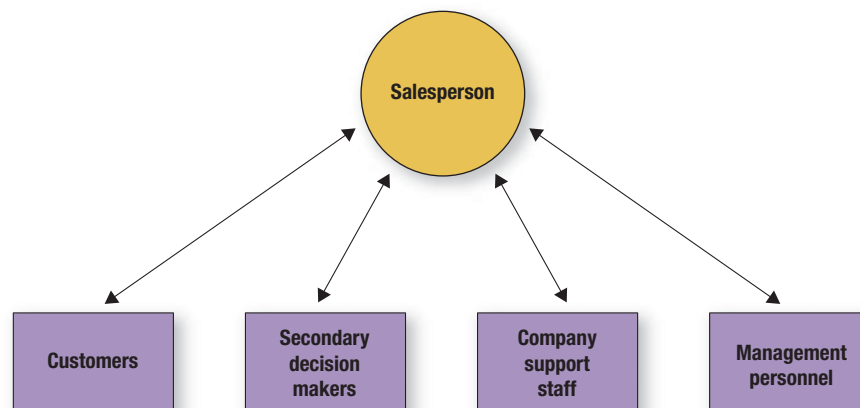 Salesperson
Customers
Secondary
decision
makers
Company
support
staff
Management
personnel